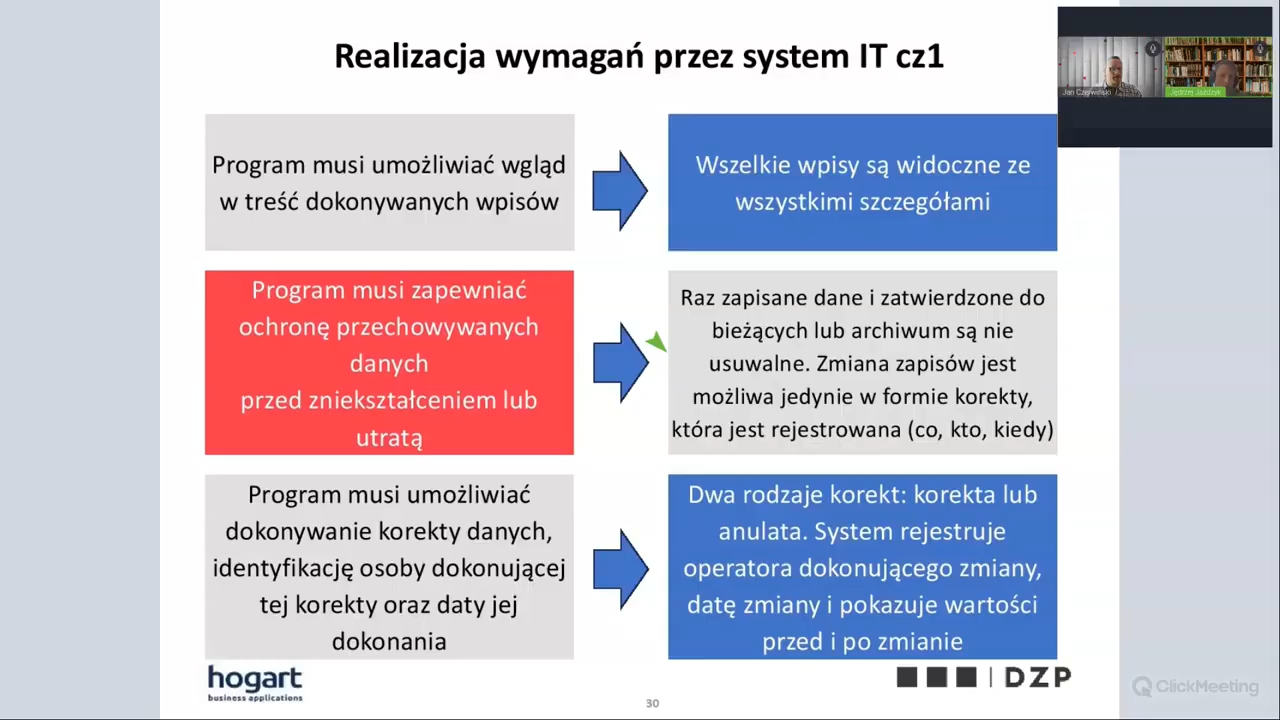 Realizacja wymagań przez system IT cz1
Program musi umożliwiać wgląd
w treść dokonywanych wpisów
Wszelkie wpisy są widoczne ze
wszystkimi szczegółami
Program musi zapewniać
ochronę przechowywanych
danych
przed zniekształceniem lub
utratą
Raz zapisane dane i zatwierdzone do
bieżących lub archiwum są nie
usuwalne. Zmiana zapisów jest
możliwa jedynie w formie korekty,
która jest rejestrowana (co, kto, kiedy)
Program musi umożliwiać
dokonywanie korekty danych,
identyfikację osoby dokonującej
tej korekty oraz daty jej
dokonania
Dwa rodzaje korekt: korekta lub
anulata. System rejestruje
operatora dokonującego zmiany,
datę zmiany i pokazuje wartości
przed i po zmianie
hogart
business applications
30
DZP
ClickMeeting
Jan Czerwiński
Jędrzej Jażdżyk